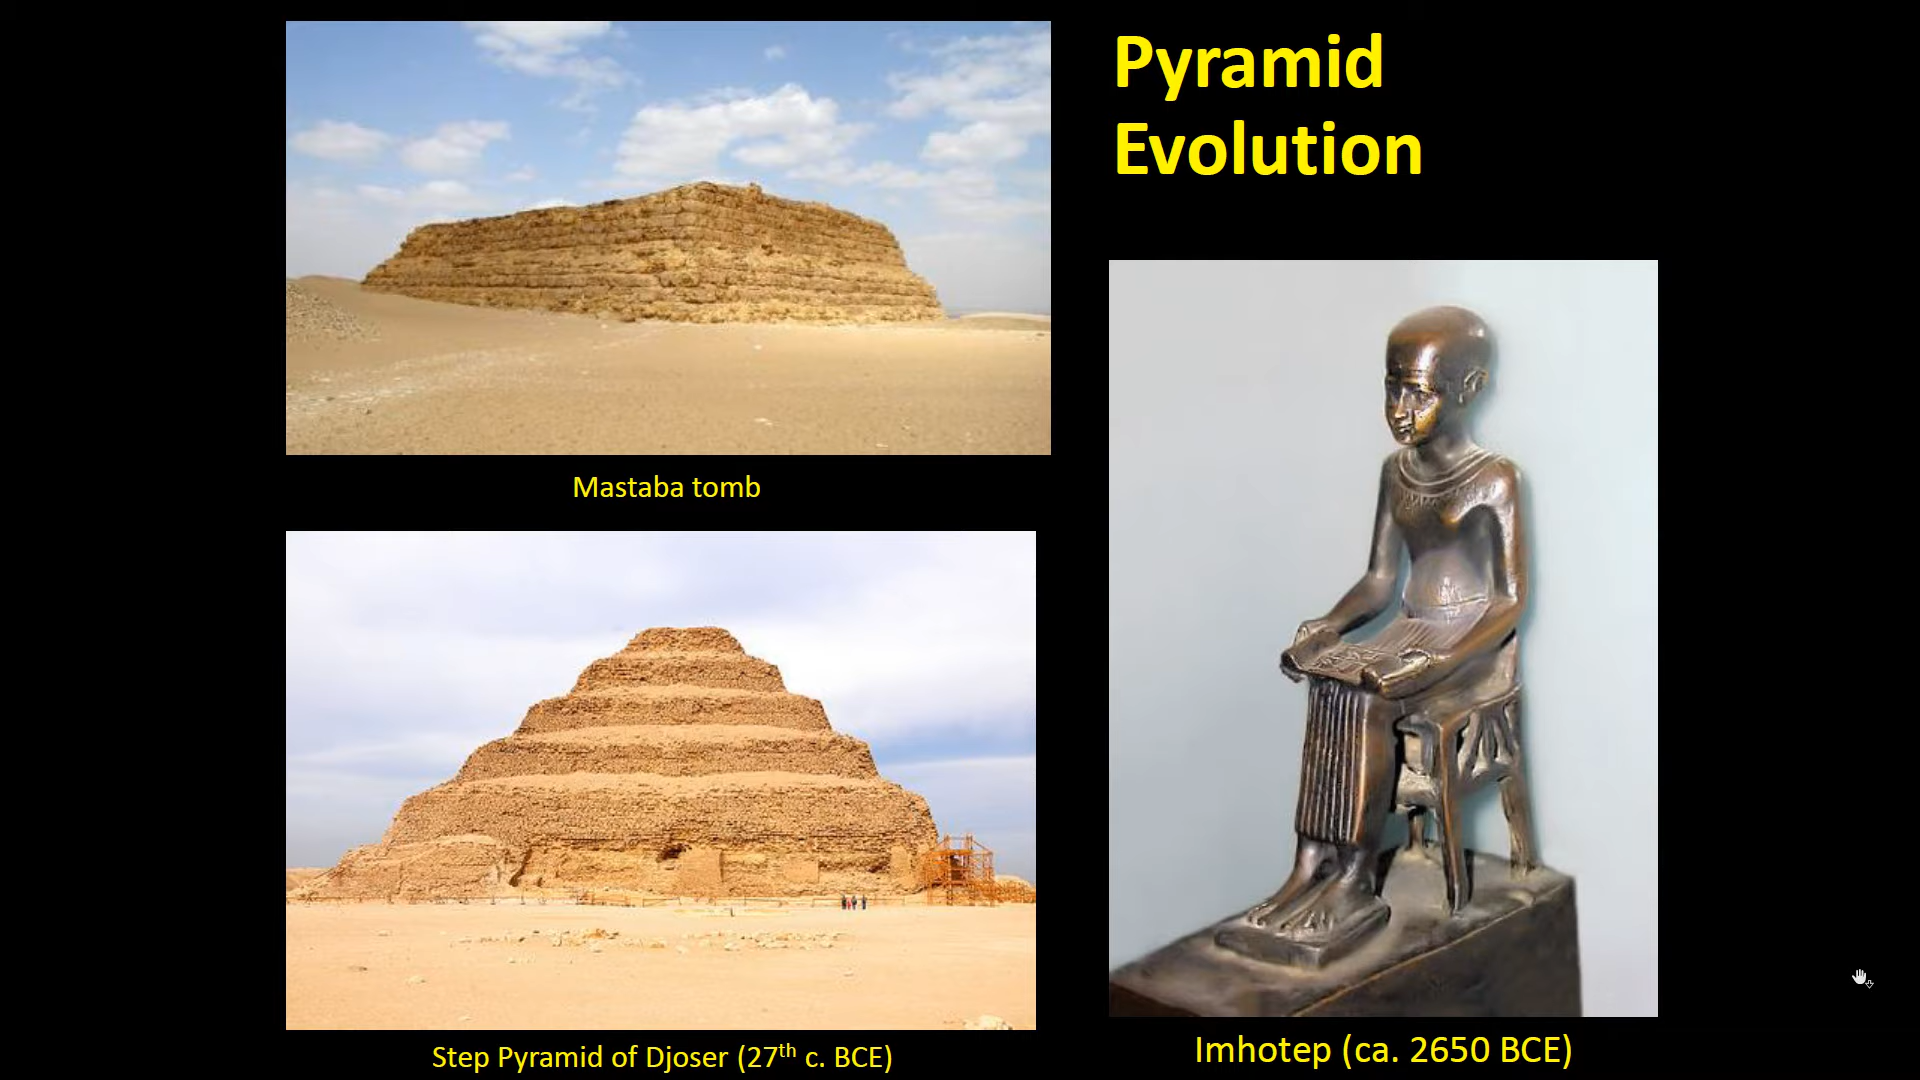 Pyramid
Evolution
Mastaba tomb
Step Pyramid of Djoser (27th c. BCE)
Imhotep (ca. 2650 BCE)